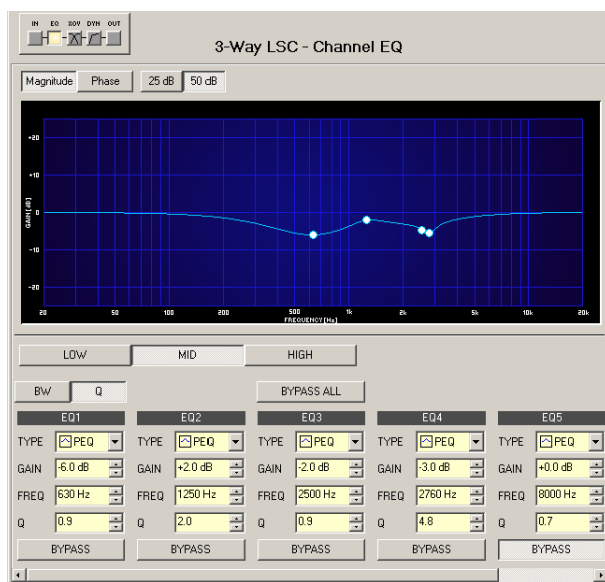 IN EQ XOV DYN OUT
3-Way LSC - Channel EQ
Magnitude Phase 25 dB 50 dB
+20
+10
0
-10
-20
GAIN [dB]
20 50 100 200 500 1k 2k 5k 10k 20k
FREQUENCY [Hz]
LOW MID HIGH
BW Q BYPASS ALL
EQ1 EQ2 EQ3 EQ4 EQ5
TYPE PEQ TYPE PEQ TYPE PEQ TYPE PEQ TYPE PEQ
GAIN -6.0 dB GAIN +2.0 dB GAIN -2.0 dB GAIN -3.0 dB GAIN +0.0 dB
FREQ 630 Hz FREQ 1250 Hz FREQ 2500 Hz FREQ 2760 Hz FREQ 8000 Hz
Q 0.9 Q 2.0 Q 0.9 Q 4.8 Q 0.7
BYPASS BYPASS BYPASS BYPASS BYPASS